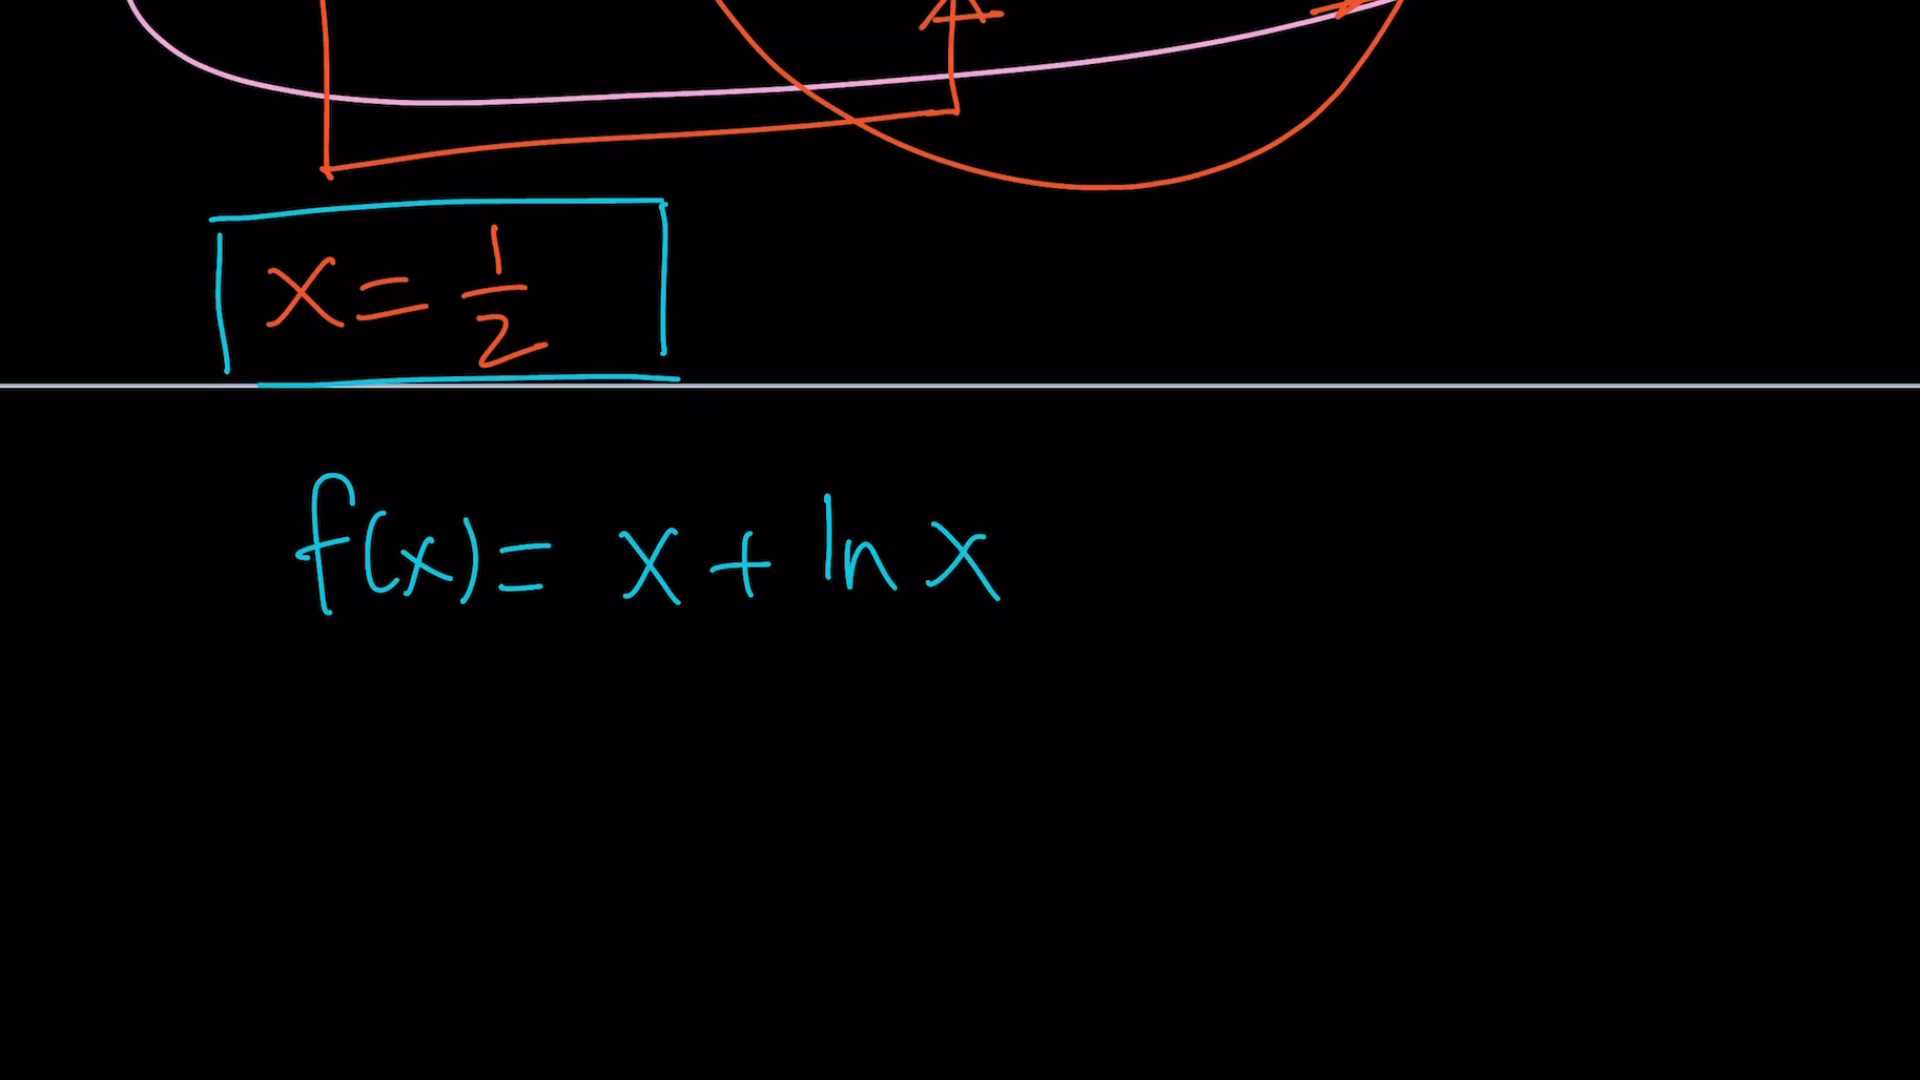 x = 1/2
f(x) = x + ln x